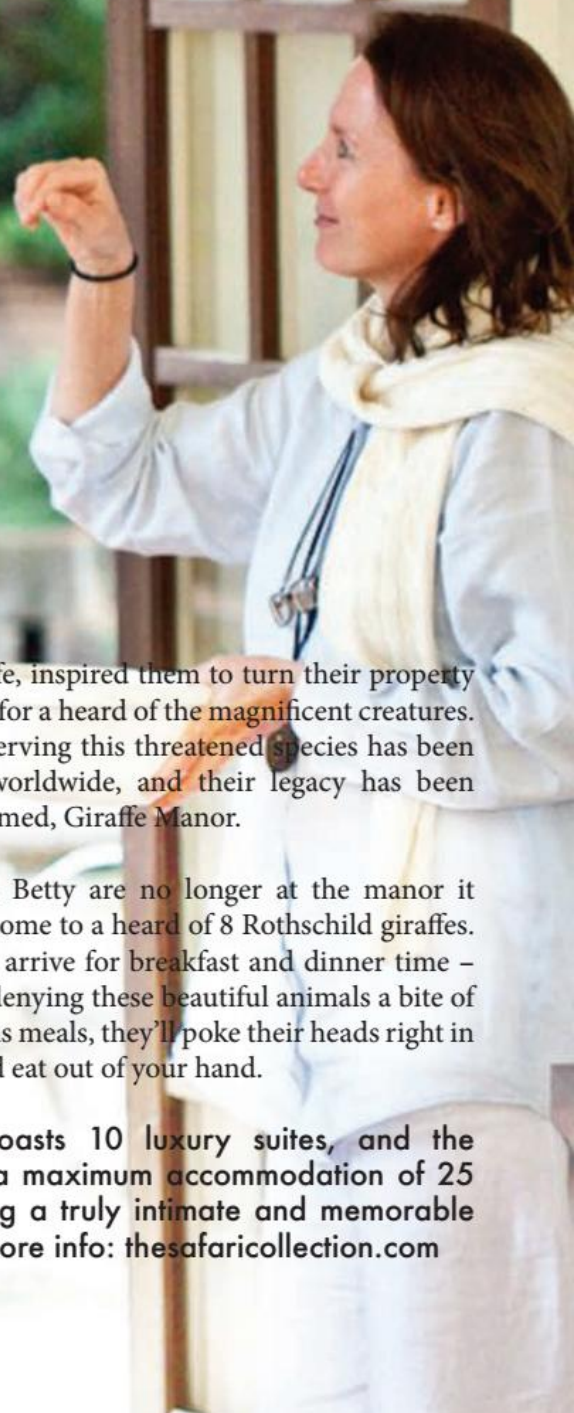 fe, inspired them to turn their property
for a heard of the magnificent creatures.
erving this threatened species has been
worldwide, and their legacy has been
med, Giraffe Manor.
Betty are no longer at the manor it
ome to a heard of 8 Rothschild giraffes.
arrive for breakfast and dinner time –
lenying these beautiful animals a bite of
s meals, they'll poke their heads right in
l eat out of your hand.
oasts 10 luxury suites, and the
a maximum accommodation of 25
g a truly intimate and memorable
ore info: thesafaricollection.com